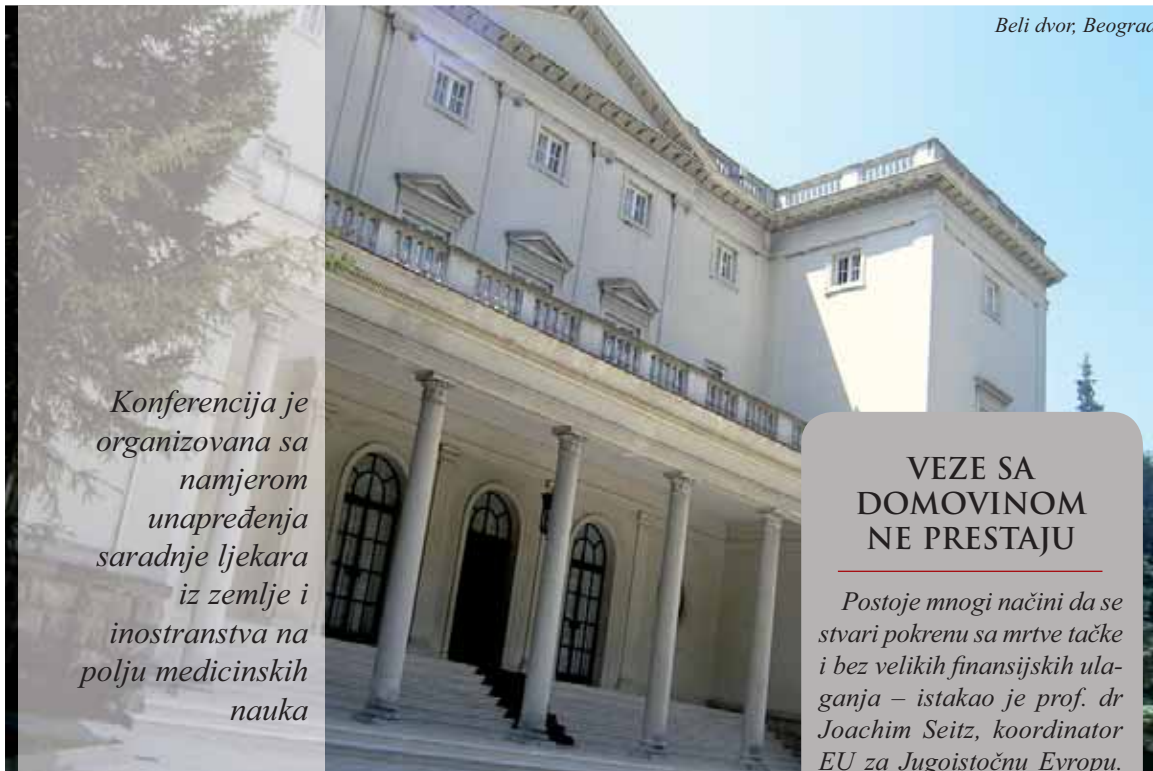 Beli dvor, Beograd
Konferencija je
organizovana sa
namjerom
unapređenja
saradnje ljekara
iz zemlje i
inostranstva na
polju medicinskih
nauka
VEZE SA
DOMOVINOM
NE PRESTAJU
Postoje mnogi načini da se
stvari pokrenu sa mrtve tačke
i bez velikih finansijskih ula-
ganja – istakao je prof. dr
Joachim Seitz, koordinator
EU za Jugoistočnu Evropu.